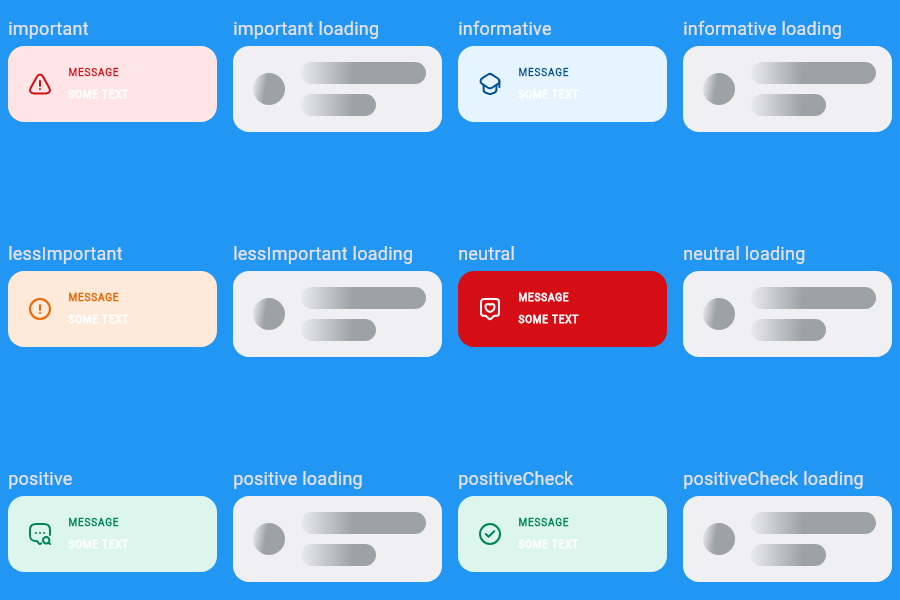 important
MESSAGE
SOME TEXT
important loading
informative
MESSAGE
SOME TEXT
informative loading
lessImportant
MESSAGE
SOME TEXT
lessImportant loading
neutral
MESSAGE
SOME TEXT
neutral loading
positive
MESSAGE
SOME TEXT
positive loading
positiveCheck
MESSAGE
SOME TEXT
positiveCheck loading